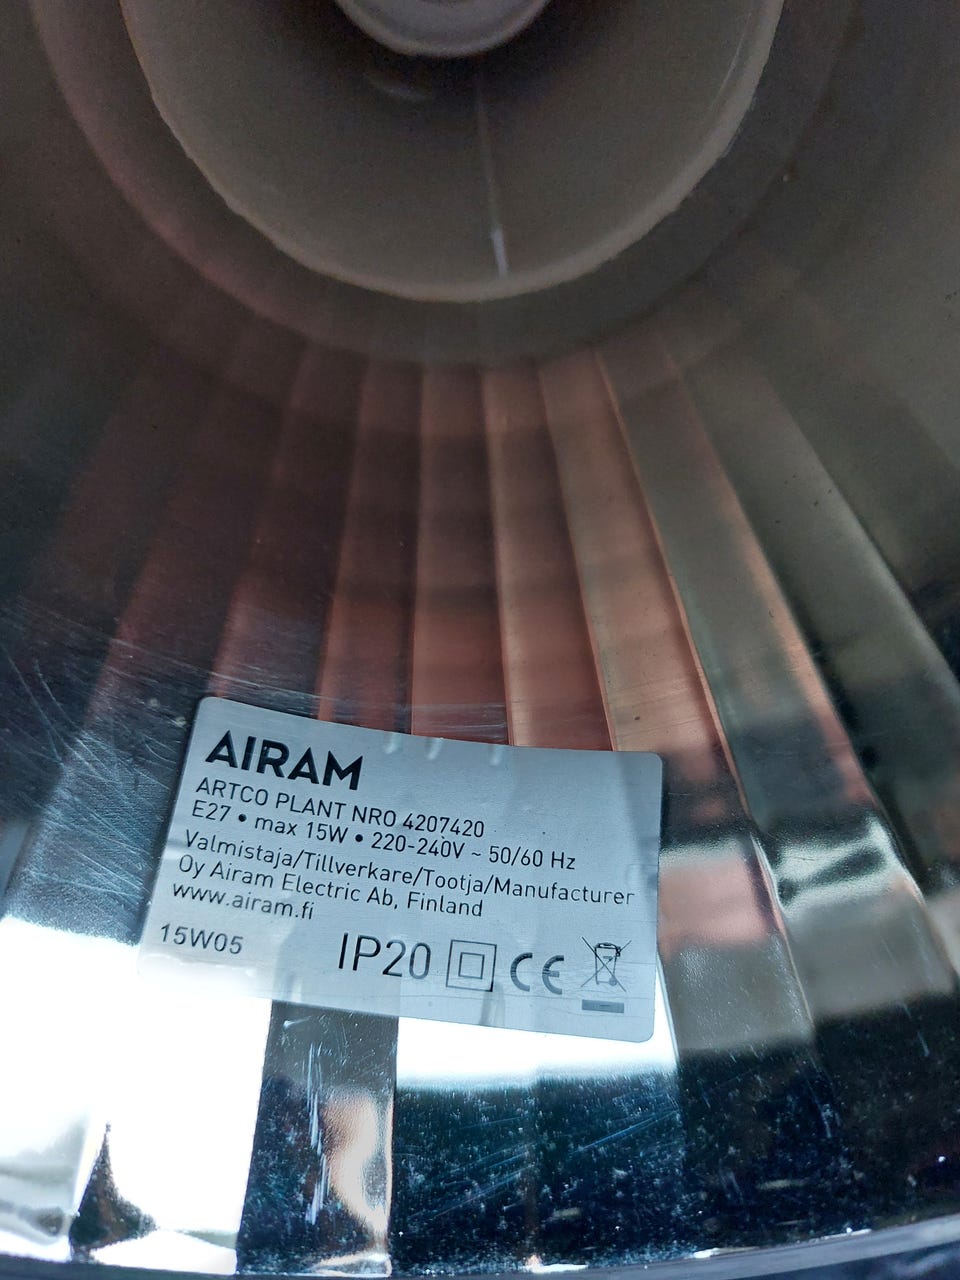 AIRAM
ARTCO PLANT NRO 4207420
E27 • max 15W • 220-240V ~ 50/60 Hz
Valmistaja/Tillverkare/Tootja/Manufacturer
Oy Airam Electric Ab, Finland
www.airam.fi
15W05 IP20 CE